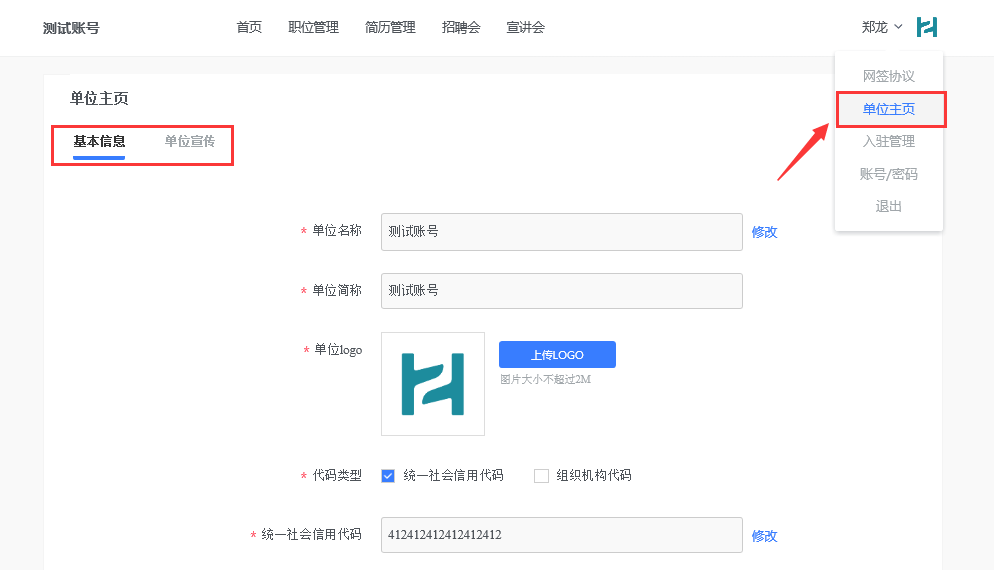 测试账号 首页 职位管理 简历管理 招聘会 宣讲会 郑龙
网签协议
单位主页
入驻管理
账号/密码
退出
单位主页
基本信息 单位宣传
* 单位名称 测试账号 修改
* 单位简称 测试账号
* 单位logo 上传LOGO
图片大小不超过2M
* 代码类型 统一社会信用代码 组织机构代码
* 统一社会信用代码 412412412412412412 修改